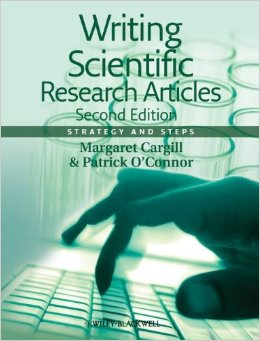 Writing
Scientific
Research Articles
Second Edition
STRATEGY AND STEPS
Margaret Cargill
& Patrick O'Connor
WILEY-BLACKWELL